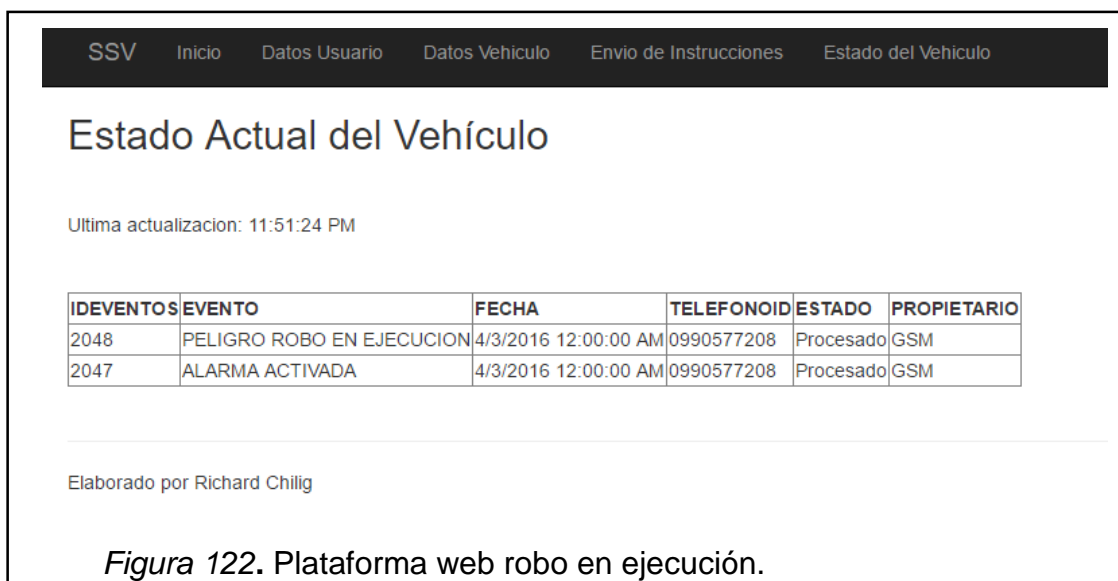 SSV Inicio Datos Usuario Datos Vehiculo Envio de Instrucciones Estado del Vehiculo
Estado Actual del Vehículo
Ultima actualizacion: 11:51:24 PM
IDEVENTOS EVENTO FECHA TELEFONOID ESTADO PROPIETARIO
2048 PELIGRO ROBO EN EJECUCION 4/3/2016 12:00:00 AM 0990577208 Procesado GSM
2047 ALARMA ACTIVADA 4/3/2016 12:00:00 AM 0990577208 Procesado GSM
Elaborado por Richard Chilig
Figura 122. Plataforma web robo en ejecución.